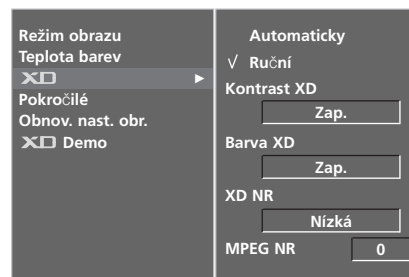 Režim obrazu
Teplota barev
XD
Pokročilé
Obnov. nast. obr.
XD Demo
Automaticky
√ Ruční
Kontrast XD
Zap.
Barva XD
Zap.
XD NR
Nízká
MPEG NR 0